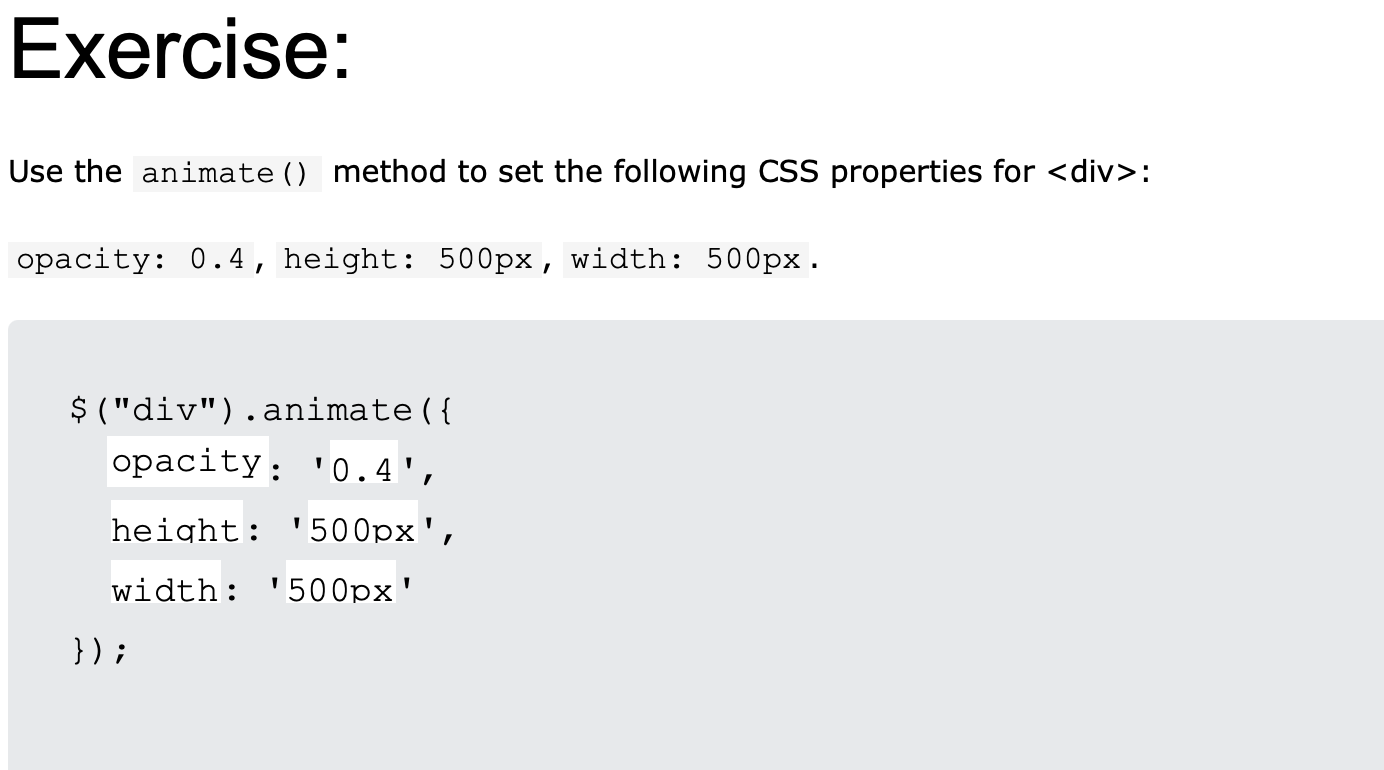 Exercise:
Use the animate() method to set the following CSS properties for <div>:
opacity: 0.4, height: 500px, width: 500px.
$("div").animate({
opacity: '0.4',
height: '500px',
width: '500px'
});